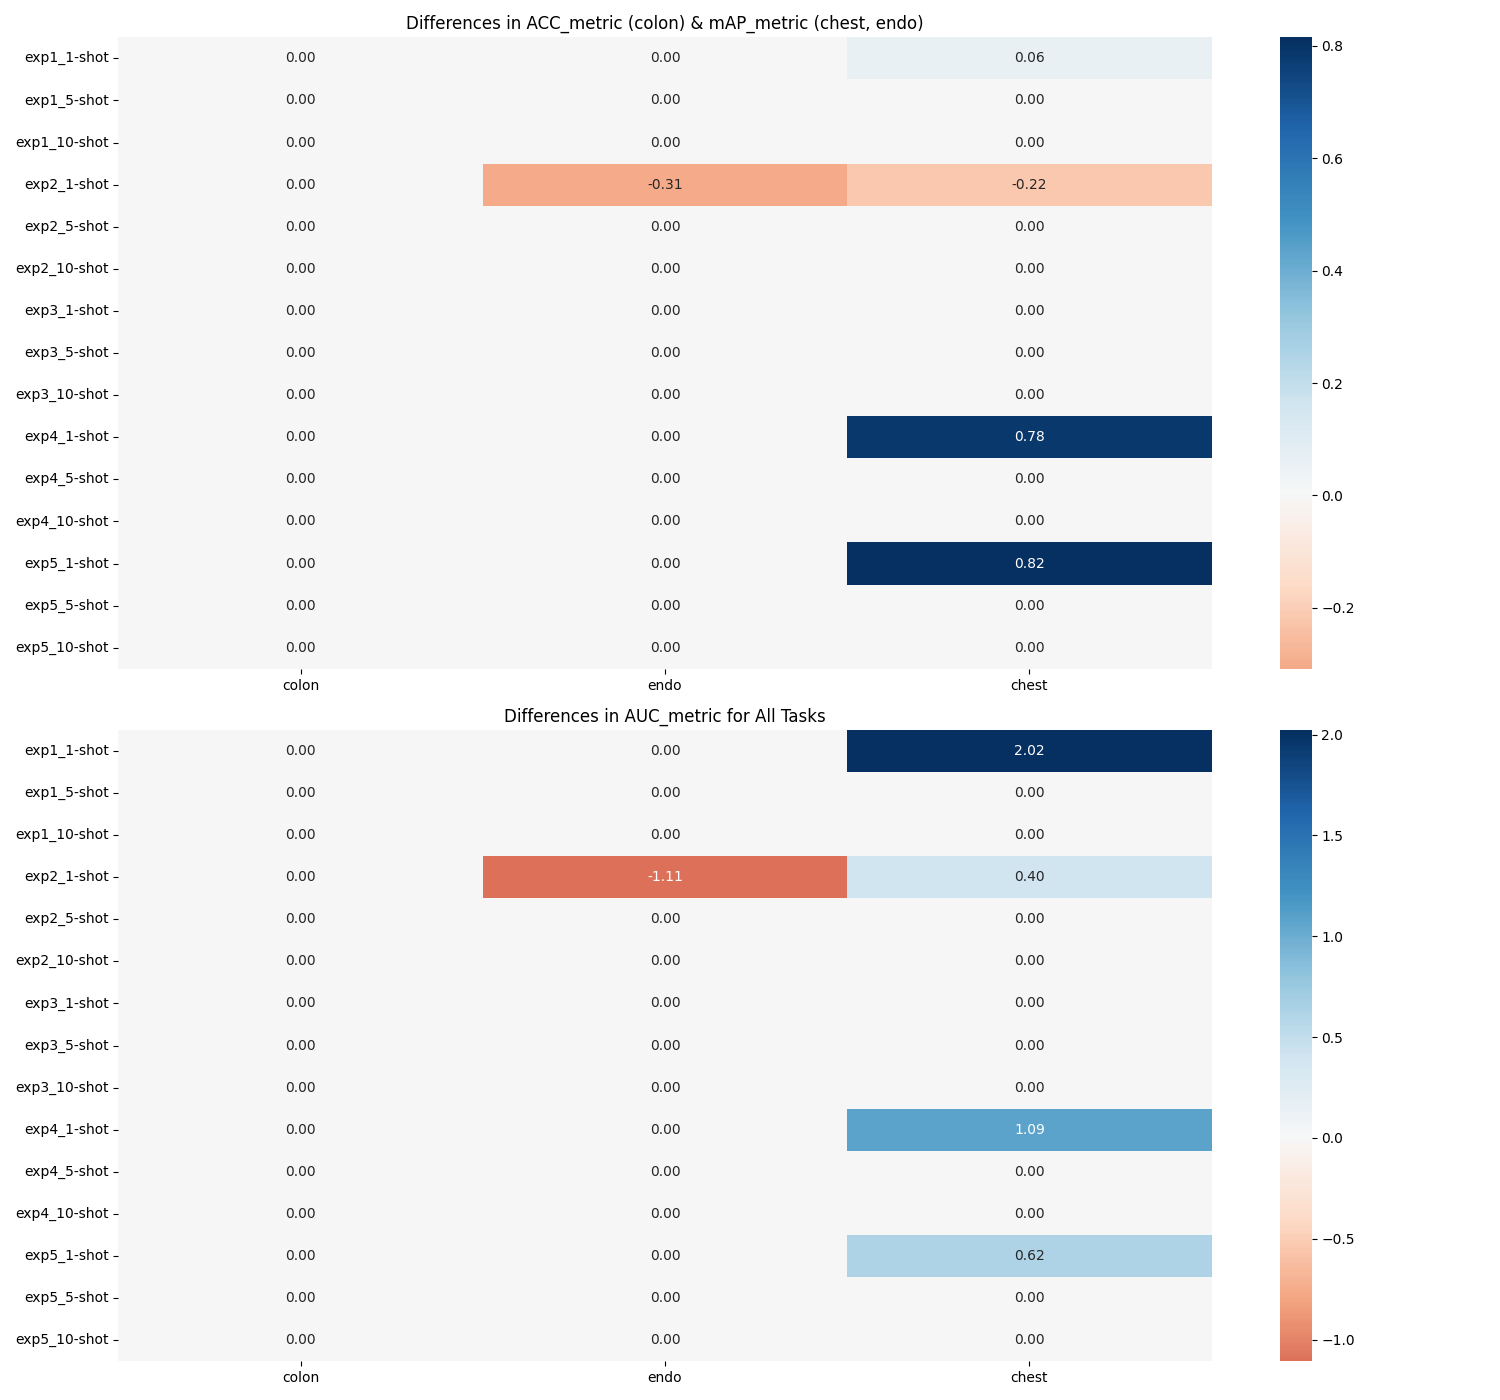 Differences in ACC_metric (colon) & mAP_metric (chest, endo)
exp1_1-shot 0.00 0.00 0.06
exp1_5-shot 0.00 0.00 0.00
exp1_10-shot 0.00 0.00 0.00
exp2_1-shot 0.00 -0.31 -0.22
exp2_5-shot 0.00 0.00 0.00
exp2_10-shot 0.00 0.00 0.00
exp3_1-shot 0.00 0.00 0.00
exp3_5-shot 0.00 0.00 0.00
exp3_10-shot 0.00 0.00 0.00
exp4_1-shot 0.00 0.00 0.78
exp4_5-shot 0.00 0.00 0.00
exp4_10-shot 0.00 0.00 0.00
exp5_1-shot 0.00 0.00 0.82
exp5_5-shot 0.00 0.00 0.00
exp5_10-shot 0.00 0.00 0.00
colon endo chest
0.8
0.6
0.4
0.2
0.0
−0.2
Differences in AUC_metric for All Tasks
exp1_1-shot 0.00 0.00 2.02
exp1_5-shot 0.00 0.00 0.00
exp1_10-shot 0.00 0.00 0.00
exp2_1-shot 0.00 -1.11 0.40
exp2_5-shot 0.00 0.00 0.00
exp2_10-shot 0.00 0.00 0.00
exp3_1-shot 0.00 0.00 0.00
exp3_5-shot 0.00 0.00 0.00
exp3_10-shot 0.00 0.00 0.00
exp4_1-shot 0.00 0.00 1.09
exp4_5-shot 0.00 0.00 0.00
exp4_10-shot 0.00 0.00 0.00
exp5_1-shot 0.00 0.00 0.62
exp5_5-shot 0.00 0.00 0.00
exp5_10-shot 0.00 0.00 0.00
colon endo chest
2.0
1.5
1.0
0.5
0.0
−0.5
−1.0